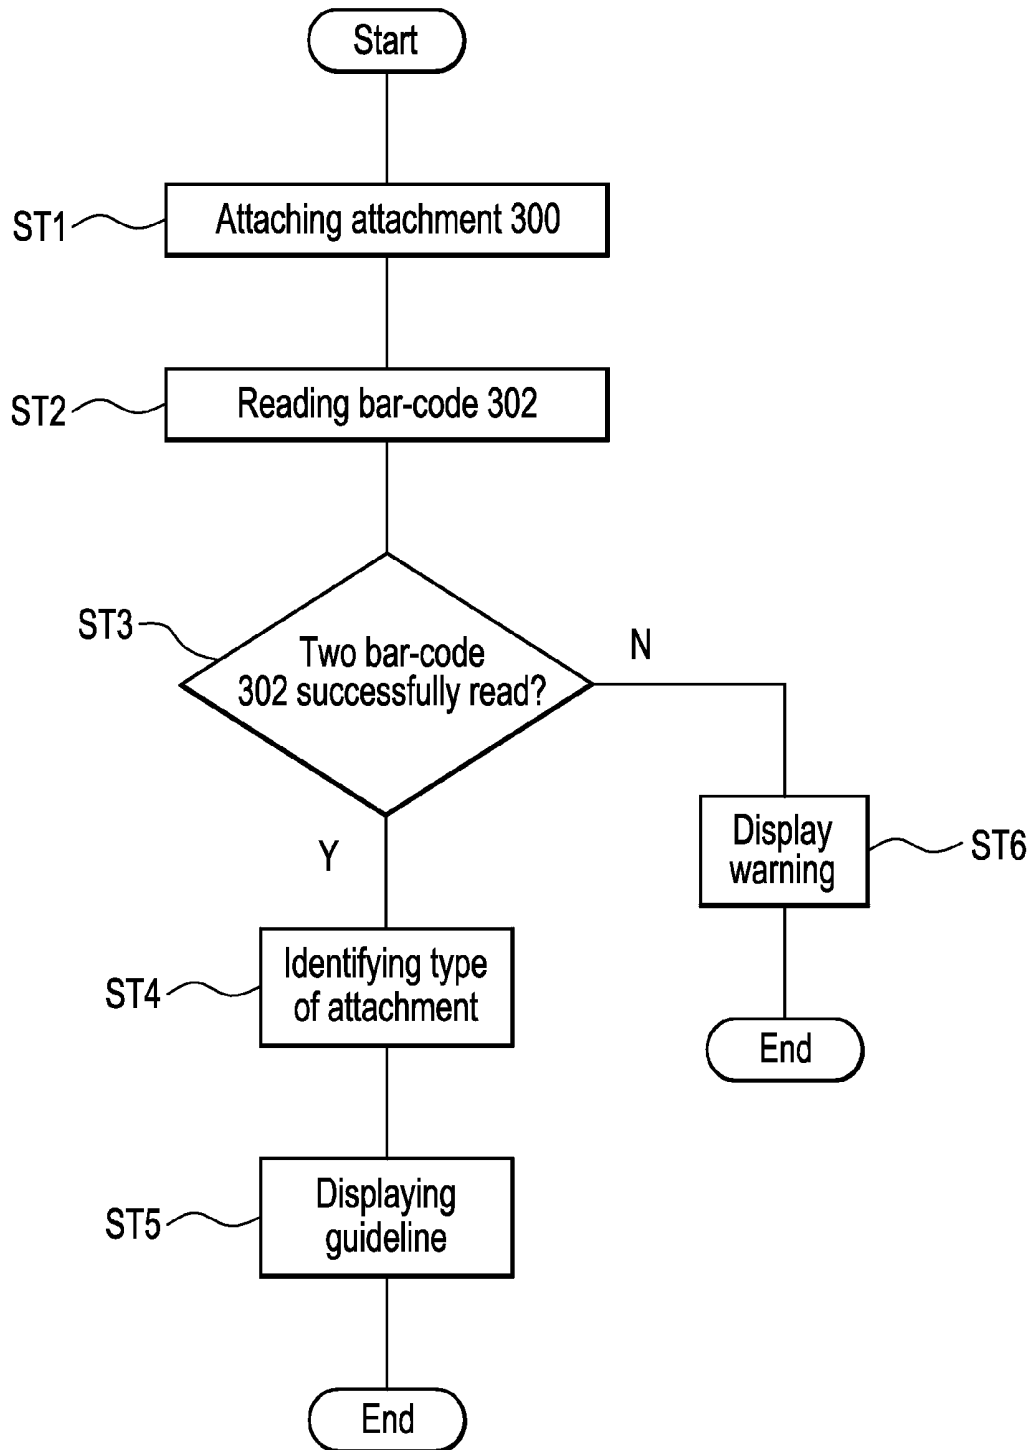 Start
ST1
Attaching attachment 300
ST2
Reading bar-code 302
ST3
Two bar-code
302 successfully read?
N
Y
Display
warning
ST6
ST4
Identifying type
of attachment
End
ST5
Displaying
guideline
End